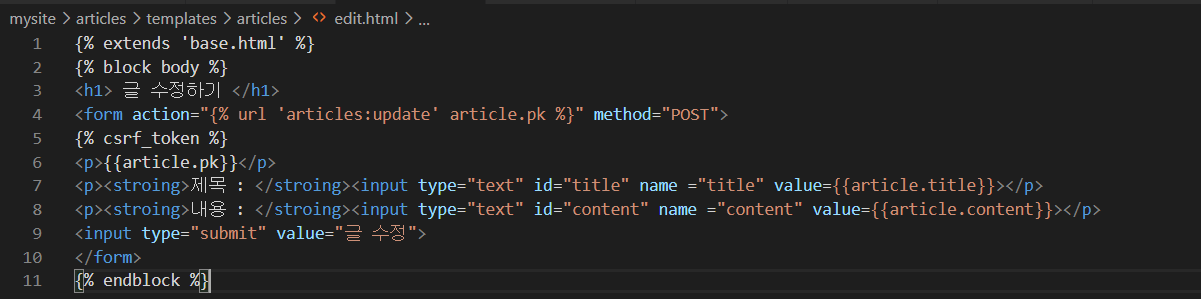 mysite > articles > templates > articles > <> edit.html > ...
1 {% extends 'base.html' %}
2 {% block body %}
3 <h1> 글 수정하기 </h1>
4 <form action="{% url 'articles:update' article.pk %}" method="POST">
5 {% csrf_token %}
6 <p>{{article.pk}}</p>
7 <p><stroing>제목 : </stroing><input type="text" id="title" name ="title" value={{article.title}}></p>
8 <p><stroing>내용 : </stroing><input type="text" id="content" name ="content" value={{article.content}}></p>
9 <input type="submit" value="글 수정">
10 </form>
11 {% endblock %}